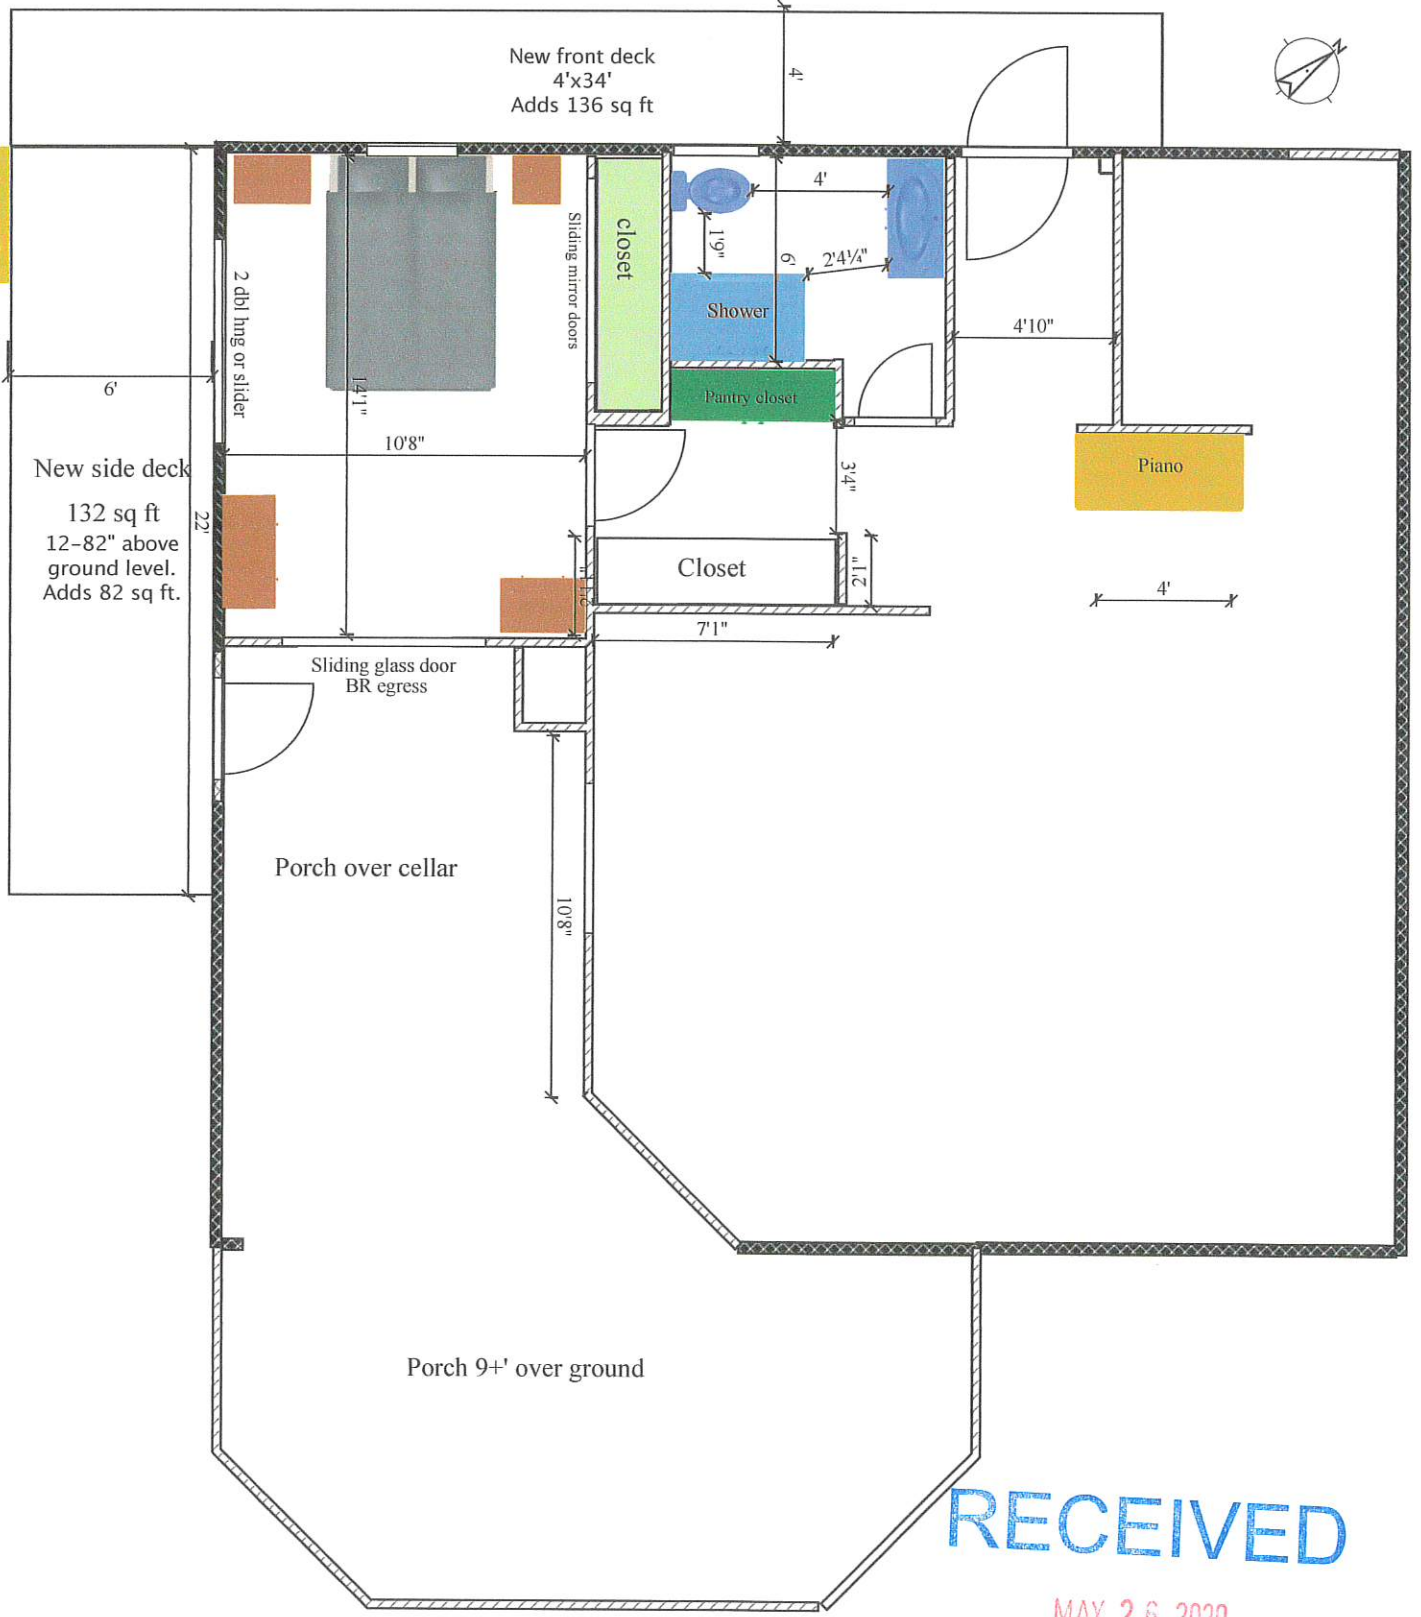 New front deck
4'x34'
Adds 136 sq ft
4'
N
closet
Sliding mirror doors
2 dbl hng or slider
4'
1'9"
6'
2'4¼"
Shower
4'10"
Pantry closet
6'
14'1"
10'8"
3'4"
Piano
New side deck
132 sq ft
12-82" above
ground level.
Adds 82 sq ft.
22'
Closet
2'1"
4'
7'1"
Sliding glass door
BR egress
Porch over cellar
10'8"
Porch 9+' over ground
RECEIVED
MAY 26 2020